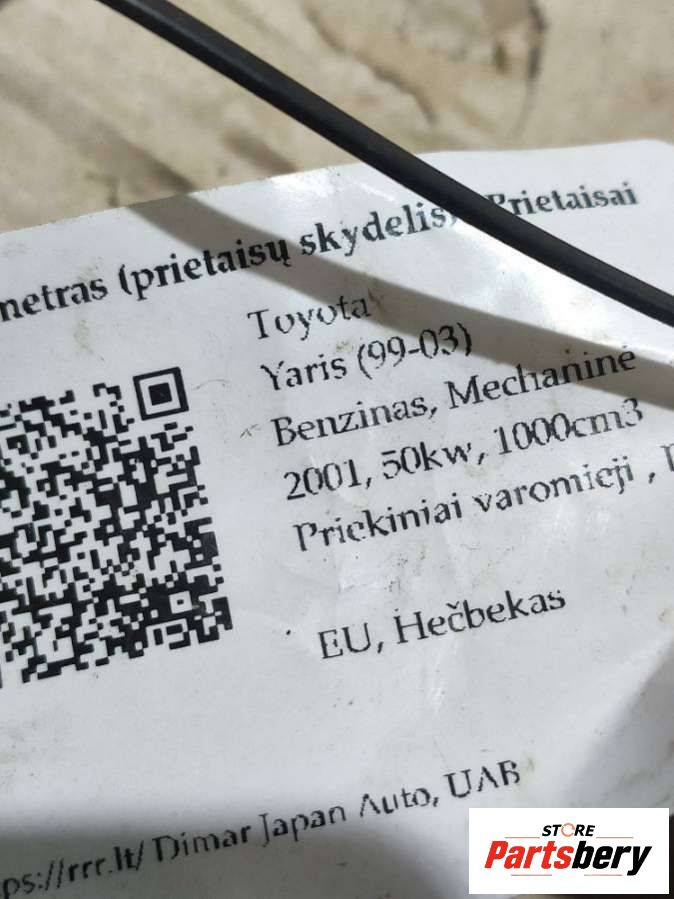 metras (prietaisų skydelis) Prietaisai
Toyota
Yaris (99-03)
Benzinas, Mechaninė
2001, 50kw, 1000cm3
Priekiniai varomieji ,
EU, Hečbekas
ps://rrr.lt/ Dimar Japan Auto, UAB
STORE
Partsbery